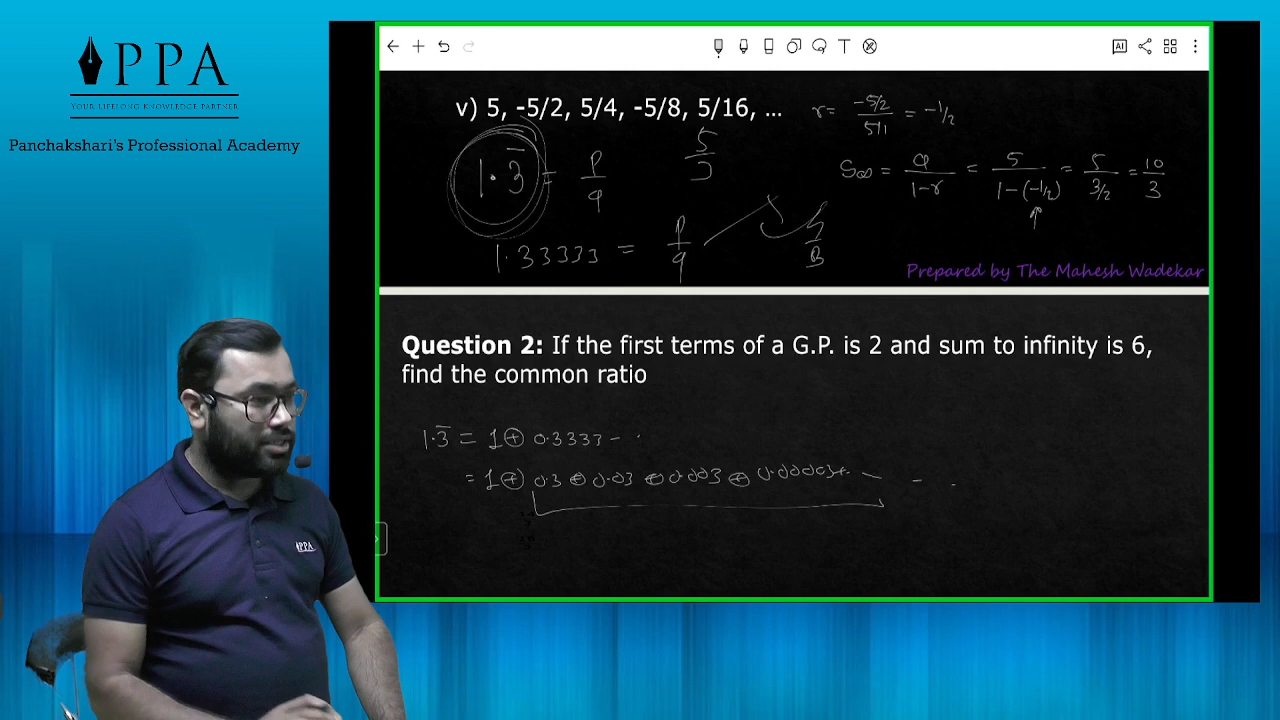 PPA
YOUR LIFELONG KNOWLEDGE PARTNER
Panchakshari's Professional Academy
AI
T
v) 5, -5/2, 5/4, -5/8, 5/16, ...
r = -5/2 / 5/1 = -1/2
1.3̅ = p/q
S∞ = a / 1-r = 5 / 1-(-1/2) = 5 / 3/2 = 10/3
1.33333 = p/q
Prepared by The Mahesh Wadekar
Question 2: If the first terms of a G.P. is 2 and sum to infinity is 6,
find the common ratio
1.3̅ = 1 + 0.3333 - .
= 1 + 0.3 + 0.03 + 0.003 +
PPA